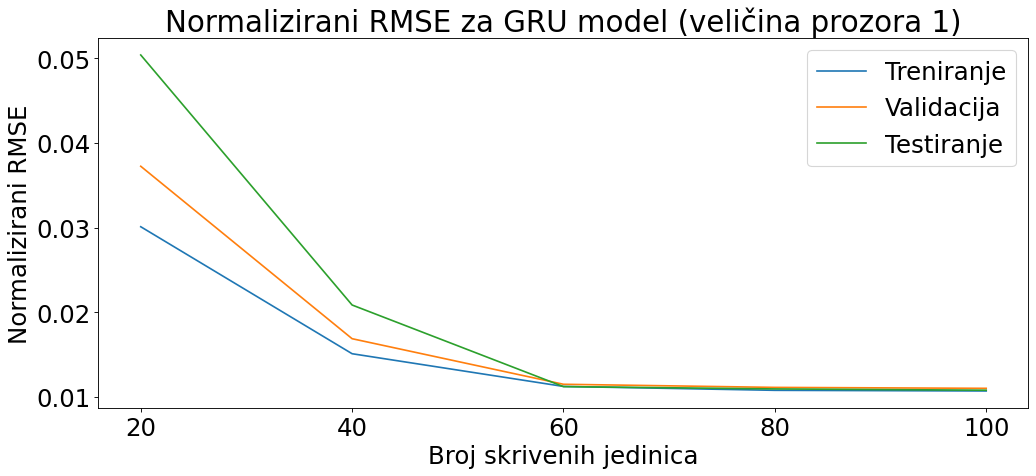 Normalizirani RMSE za GRU model (veličina prozora 1)
Treniranje
Validacija
Testiranje
Normalizirani RMSE
0.05
0.04
0.03
0.02
0.01
20 40 60 80 100
Broj skrivenih jedinica